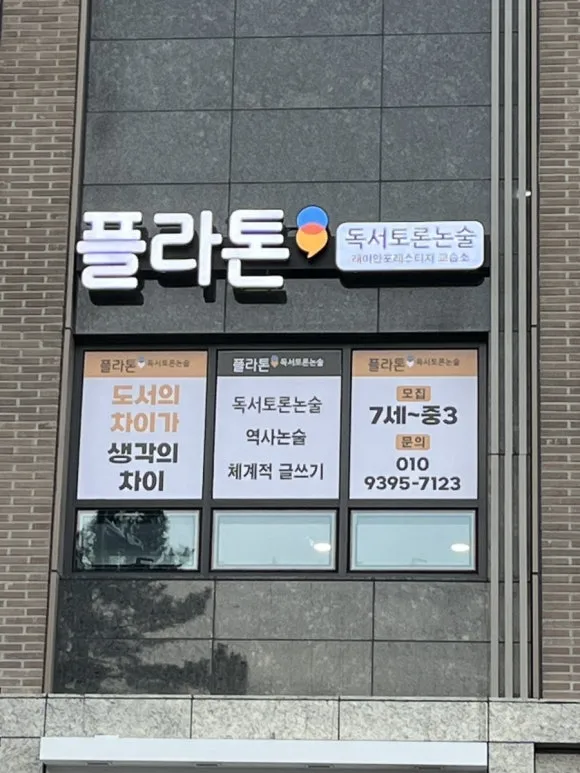 플라톤
독서토론논술
래미안포레스티지 교습소
플라톤 독서토론논술
도서의
차이가
생각의
차이
플라톤 독서토론논술
독서토론논술
역사논술
체계적 글쓰기
플라톤 독서토론논술
모집
7세~중3
문의
010
9395-7123